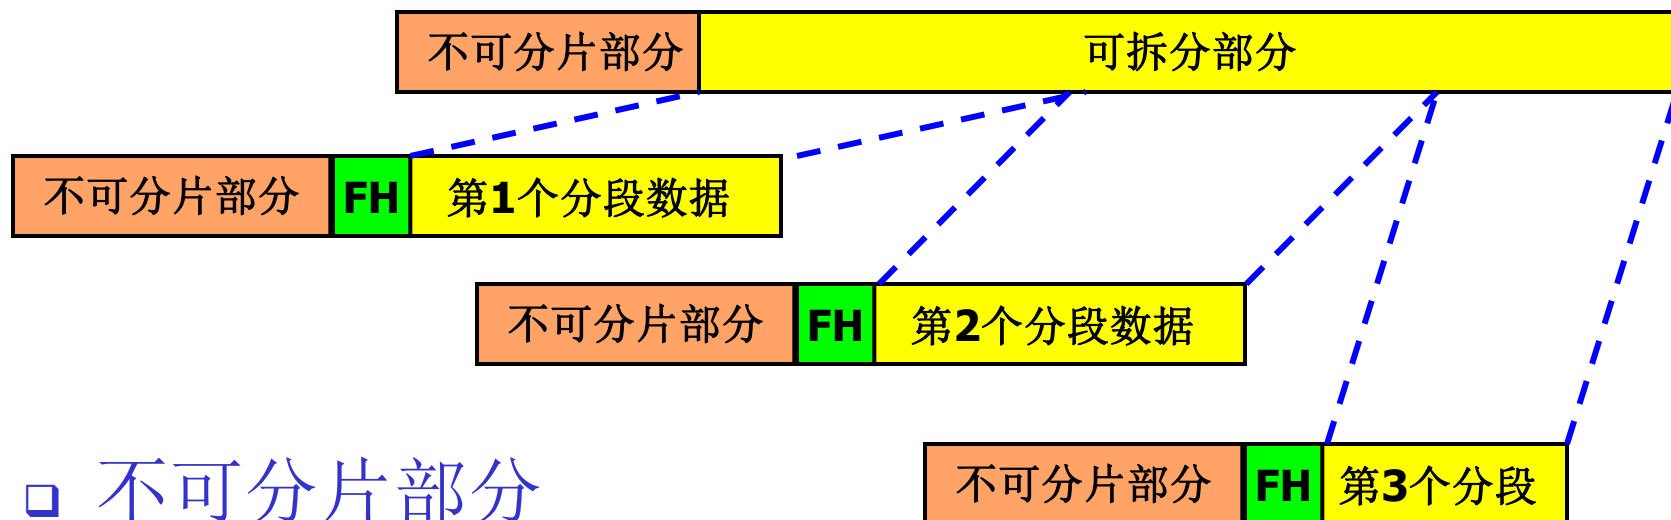 不可分片部分 可拆分部分
不可分片部分 FH 第1个分段数据
不可分片部分 FH 第2个分段数据
不可分片部分 FH 第3个分段
不可分片部分